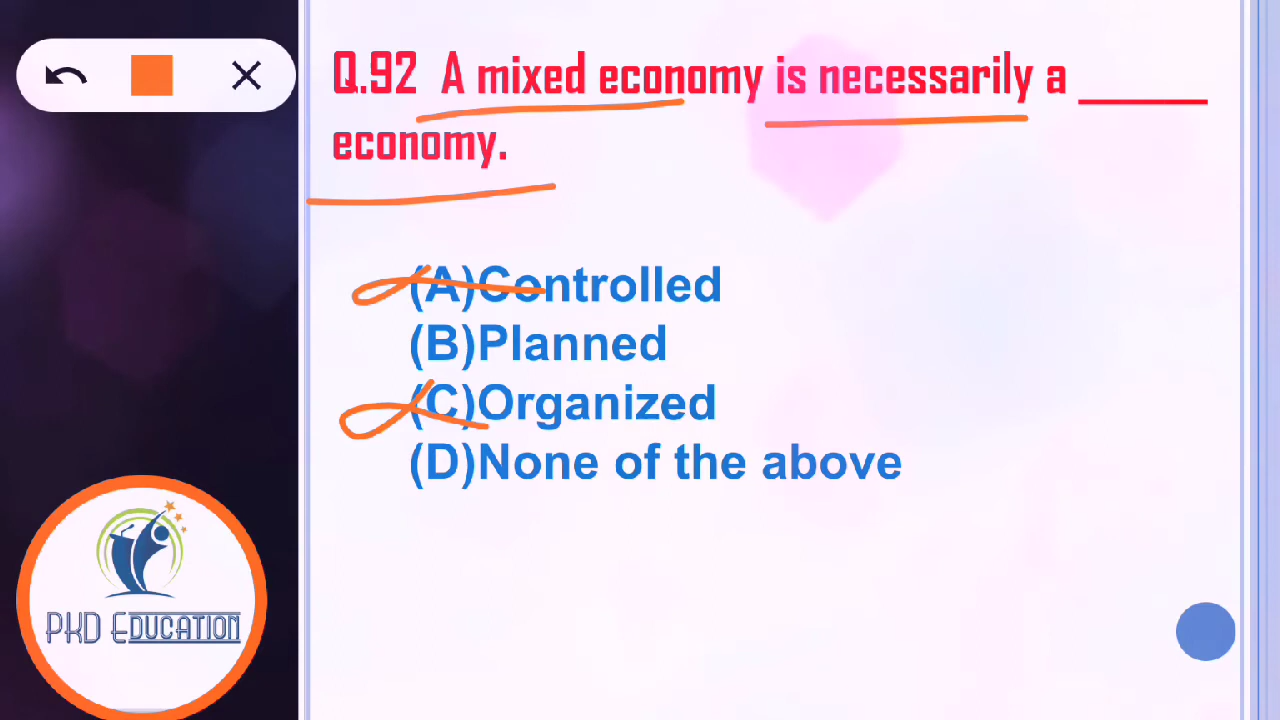 Q.92 A mixed economy is necessarily a ______
economy.
(A)Controlled
(B)Planned
(C)Organized
(D)None of the above
PKD EDUCATION